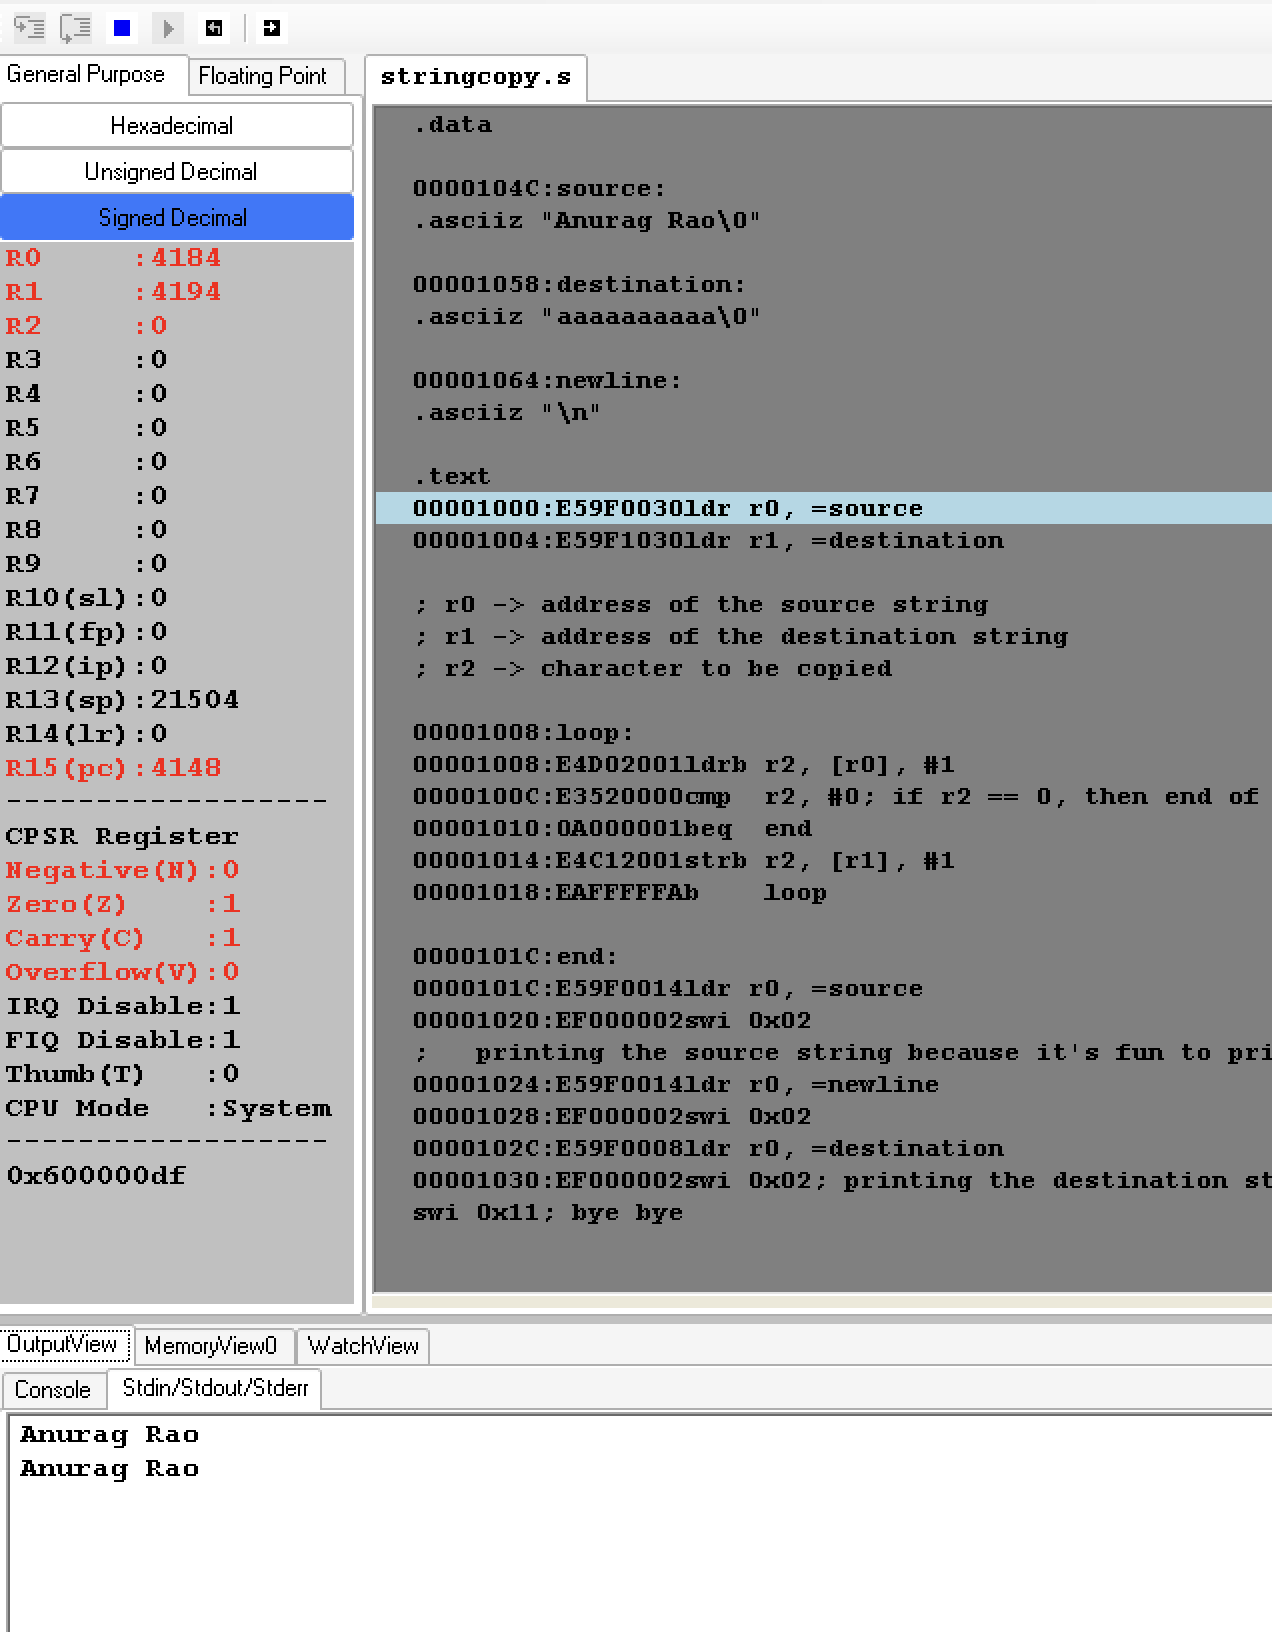 General Purpose
Floating Point
stringcopy.s
Hexadecimal
Unsigned Decimal
Signed Decimal
R0 :4184
R1 :4194
R2 :0
R3 :0
R4 :0
R5 :0
R6 :0
R7 :0
R8 :0
R9 :0
R10(sl):0
R11(fp):0
R12(ip):0
R13(sp):21504
R14(lr):0
R15(pc):4148
------------------
CPSR Register
Negative(N):0
Zero(Z) :1
Carry(C) :1
Overflow(V):0
IRQ Disable:1
FIQ Disable:1
Thumb(T) :0
CPU Mode :System
------------------
0x600000df
.data
0000104C:source:
.asciiz "Anurag Rao\0"
00001058:destination:
.asciiz "aaaaaaaaaa\0"
00001064:newline:
.asciiz "\n"
.text
00001000:E59F0030ldr r0, =source
00001004:E59F1030ldr r1, =destination
; r0 -> address of the source string
; r1 -> address of the destination string
; r2 -> character to be copied
00001008:loop:
00001008:E4D02001ldrb r2, [r0], #1
0000100C:E3520000cmp r2, #0; if r2 == 0, then end of
00001010:0A000001beq end
00001014:E4C12001strb r2, [r1], #1
00001018:EAFFFFFAb loop
0000101C:end:
0000101C:E59F0014ldr r0, =source
00001020:EF000002swi 0x02
; printing the source string because it's fun to pri
00001024:E59F0014ldr r0, =newline
00001028:EF000002swi 0x02
0000102C:E59F0008ldr r0, =destination
00001030:EF000002swi 0x02; printing the destination st
swi 0x11; bye bye
OutputView
MemoryView0
WatchView
Console
Stdin/Stdout/Stderr
Anurag Rao
Anurag Rao